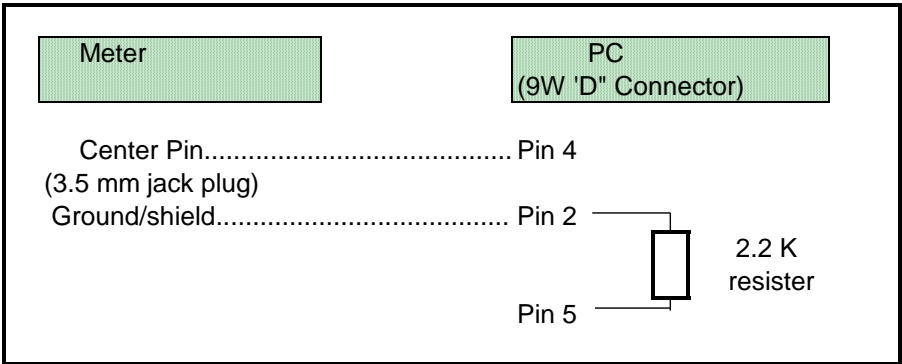 Meter
PC
(9W 'D" Connector)
Center Pin.......................................... Pin 4
(3.5 mm jack plug)
Ground/shield........................................ Pin 2
2.2 K
resister
Pin 5